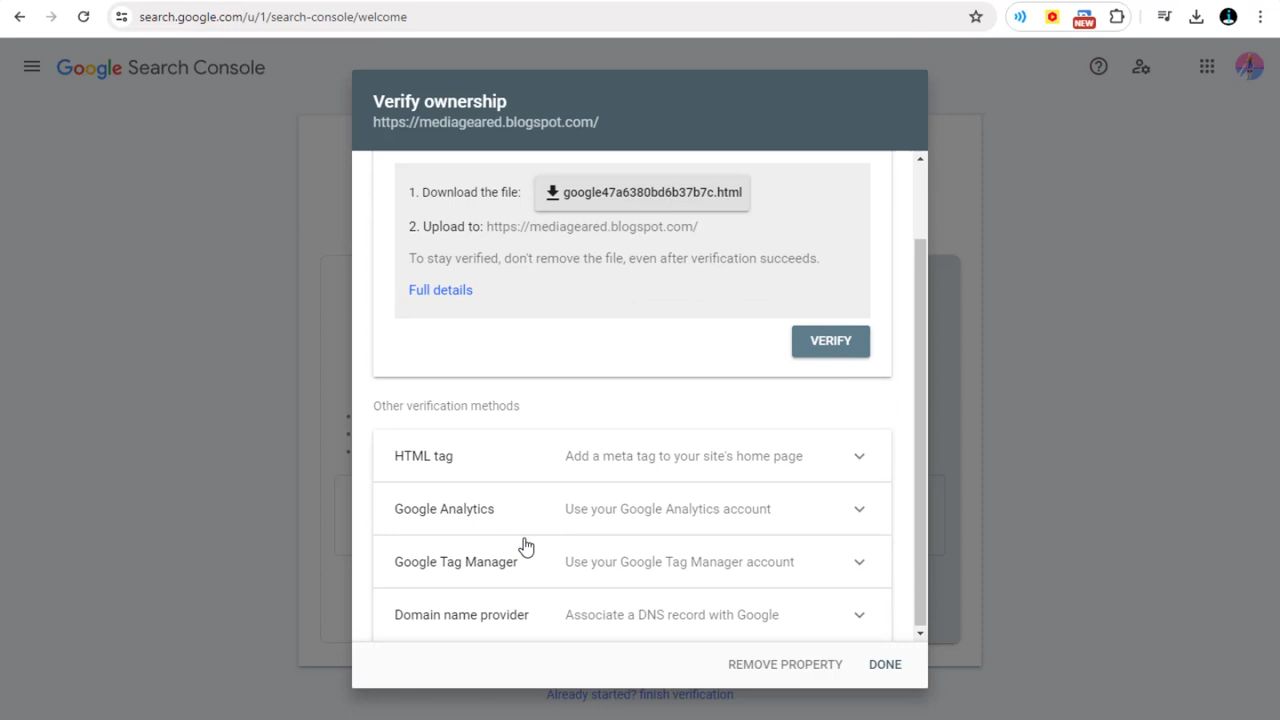 search.google.com/u/1/search-console/welcome
NEW
Google Search Console
Verify ownership
https://mediageared.blogspot.com/
1. Download the file: google47a6380bd6b37b7c.html
2. Upload to: https://mediageared.blogspot.com/
To stay verified, don't remove the file, even after verification succeeds.
Full details
VERIFY
Other verification methods
HTML tag Add a meta tag to your site's home page
Google Analytics Use your Google Analytics account
Google Tag Manager Use your Google Tag Manager account
Domain name provider Associate a DNS record with Google
REMOVE PROPERTY DONE
Already started? finish verification